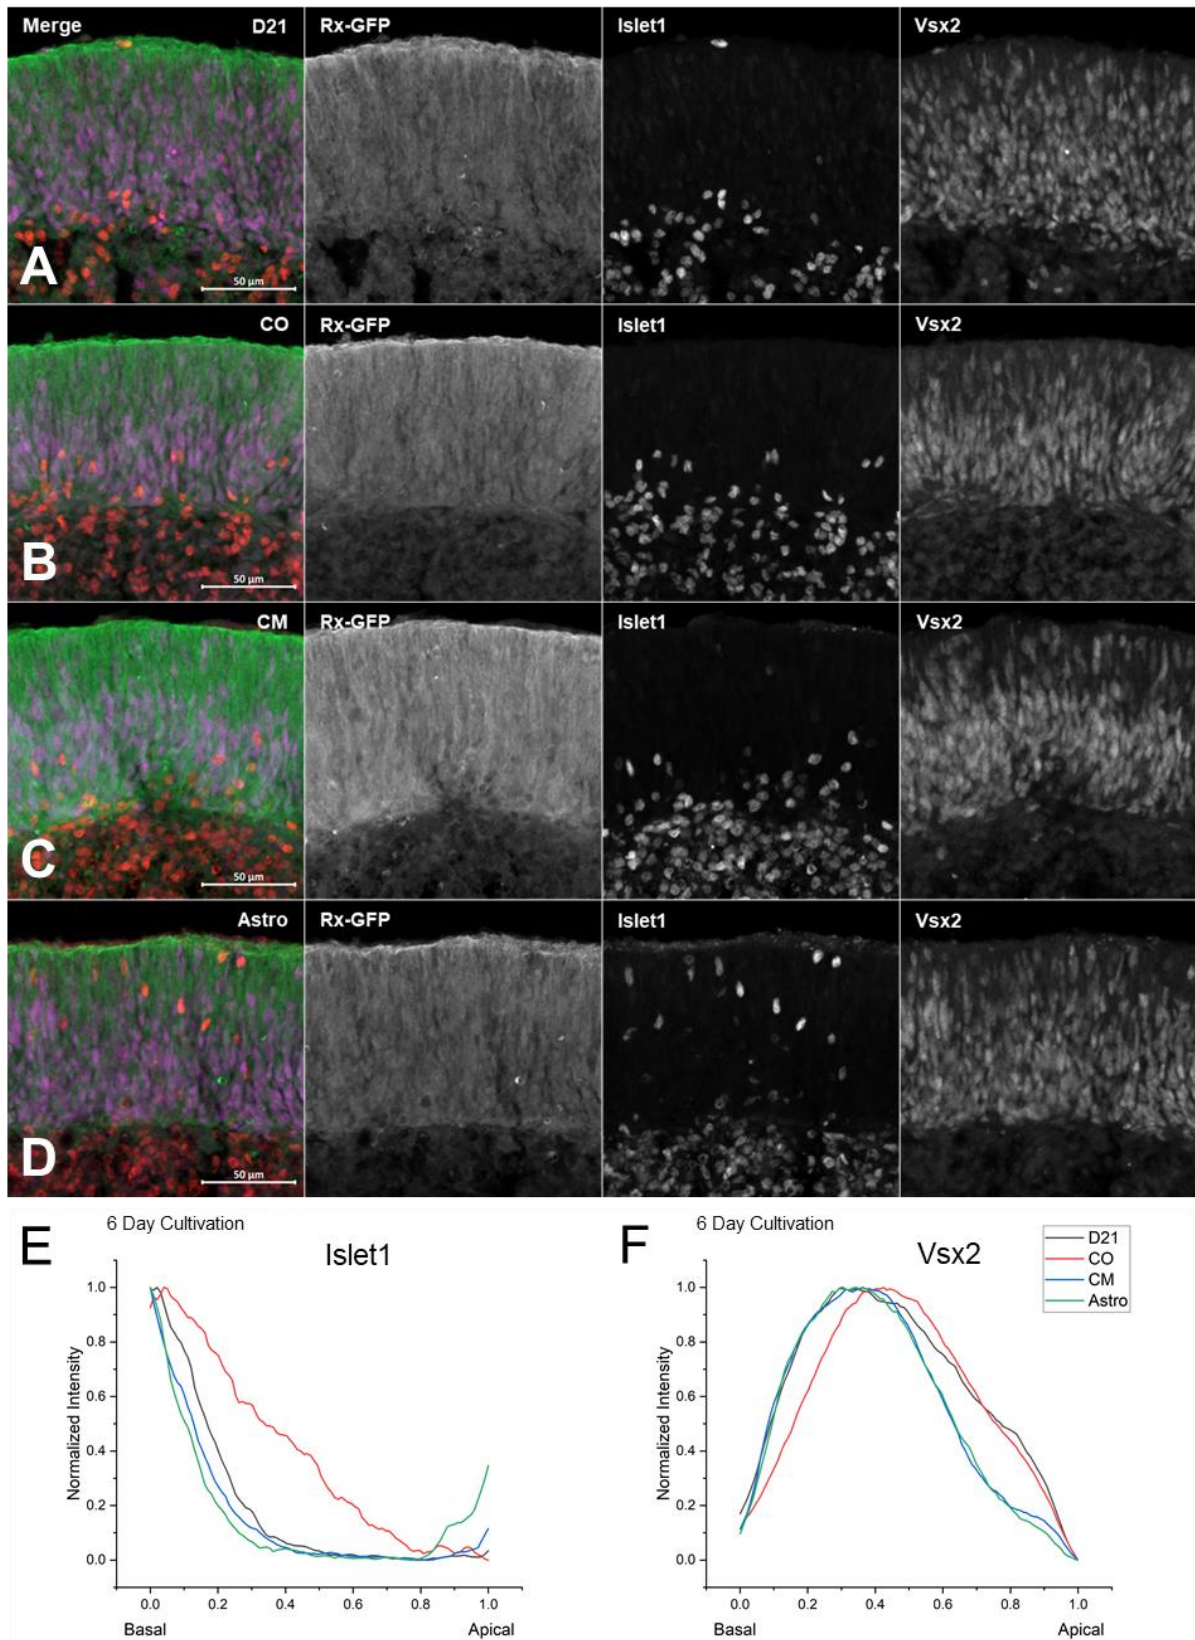 Merge D21 Rx-GFP Islet1 Vsx2
A 50 µm
CO Rx-GFP Islet1 Vsx2
B 50 µm
CM Rx-GFP Islet1 Vsx2
C 50 µm
Astro Rx-GFP Islet1 Vsx2
D 50 µm
E 6 Day Cultivation
Islet1
Normalized Intensity
1.0
0.8
0.6
0.4
0.2
0.0
0.0 0.2 0.4 0.6 0.8 1.0
Basal Apical
F 6 Day Cultivation
Vsx2
D21
CO
CM
Astro
Normalized Intensity
1.0
0.8
0.6
0.4
0.2
0.0
0.0 0.2 0.4 0.6 0.8 1.0
Basal Apical